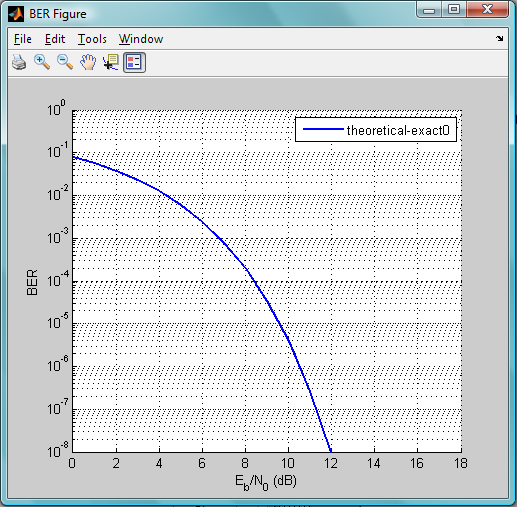 BER Figure
File Edit Tools Window
theoretical-exact0
10^0
10^-1
10^-2
10^-3
10^-4
10^-5
10^-6
10^-7
10^-8
BER
0 2 4 6 8 10 12 14 16 18
E_b/N_0 (dB)